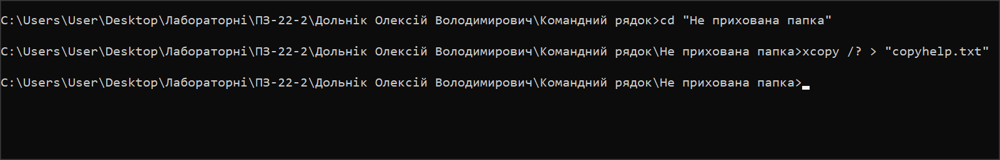 C:\Users\User\Desktop\Лабораторні\ПЗ-22-2\Дольнік Олексій Володимирович\Командний рядок>cd "Не прихована папка"
C:\Users\User\Desktop\Лабораторні\ПЗ-22-2\Дольнік Олексій Володимирович\Командний рядок\Не прихована папка>xcopy /? > "copyhelp.txt"
C:\Users\User\Desktop\Лабораторні\ПЗ-22-2\Дольнік Олексій Володимирович\Командний рядок\Не прихована папка>